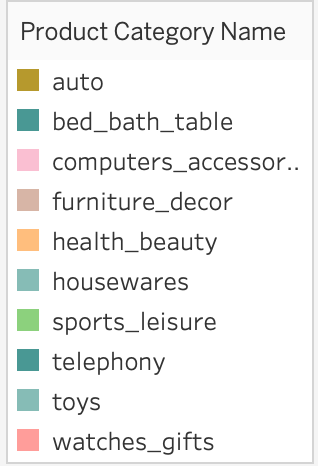 Product Category Name
auto
bed_bath_table
computers_accessor..
furniture_decor
health_beauty
housewares
sports_leisure
telephony
toys
watches_gifts